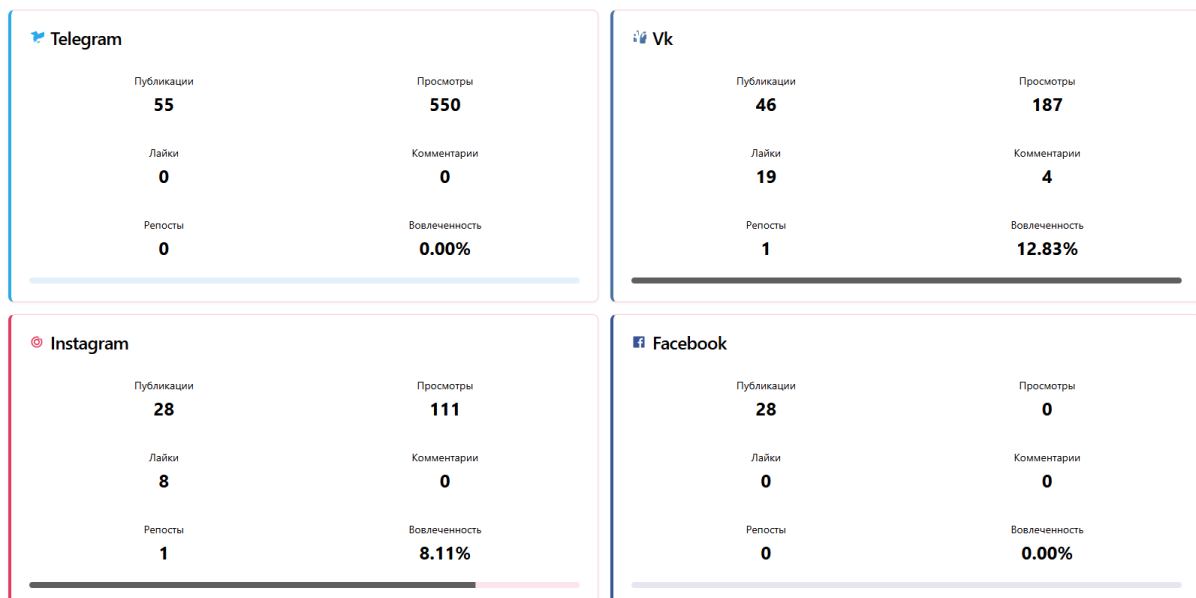 Telegram
Публикации Просмотры
55 550
Лайки Комментарии
0 0
Репосты Вовлеченность
0 0.00%
Vk
Публикации Просмотры
46 187
Лайки Комментарии
19 4
Репосты Вовлеченность
1 12.83%
Instagram
Публикации Просмотры
28 111
Лайки Комментарии
8 0
Репосты Вовлеченность
1 8.11%
Facebook
Публикации Просмотры
28 0
Лайки Комментарии
0 0
Репосты Вовлеченность
0 0.00%